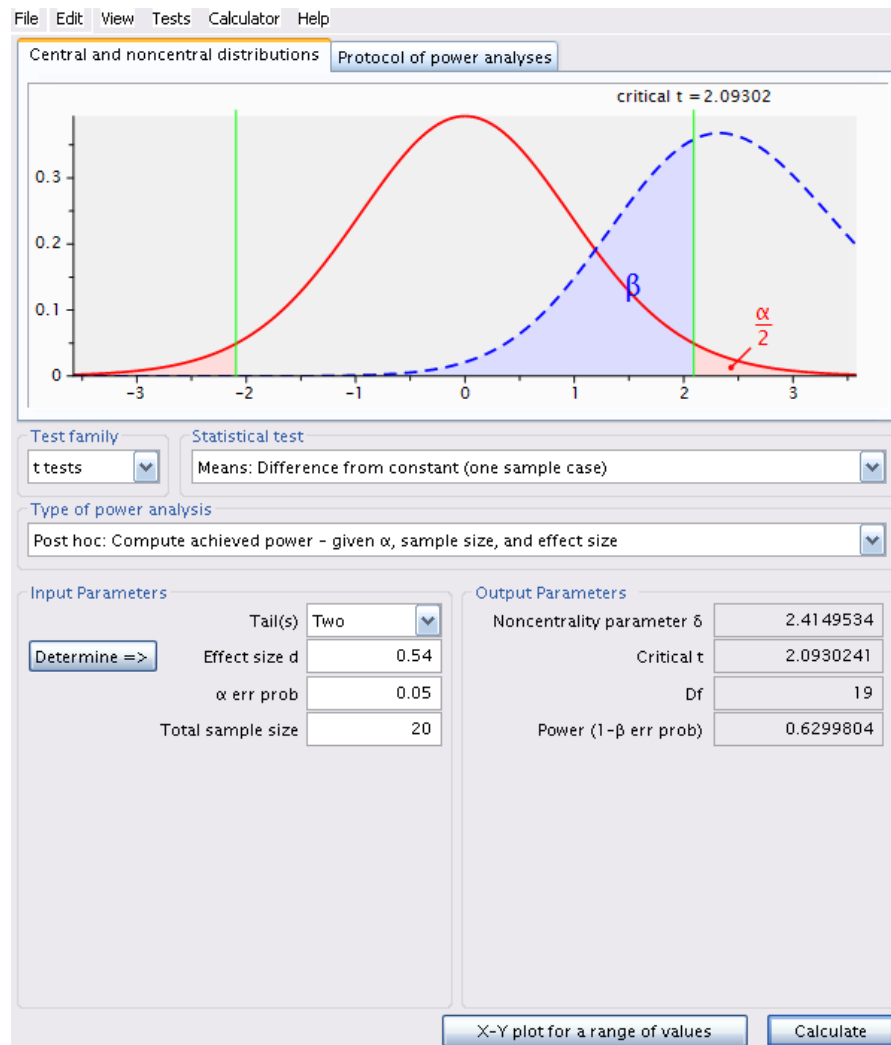 File Edit View Tests Calculator Help
Central and noncentral distributions
Protocol of power analyses
critical t = 2.09302
0.3
0.2
0.1
0
β
α
2
-3 -2 -1 0 1 2 3
Test family
t tests
Statistical test
Means: Difference from constant (one sample case)
Type of power analysis
Post hoc: Compute achieved power – given α, sample size, and effect size
Input Parameters
Tail(s) Two
Determine => Effect size d 0.54
α err prob 0.05
Total sample size 20
Output Parameters
Noncentrality parameter δ 2.4149534
Critical t 2.0930241
Df 19
Power (1-β err prob) 0.6299804
X-Y plot for a range of values
Calculate